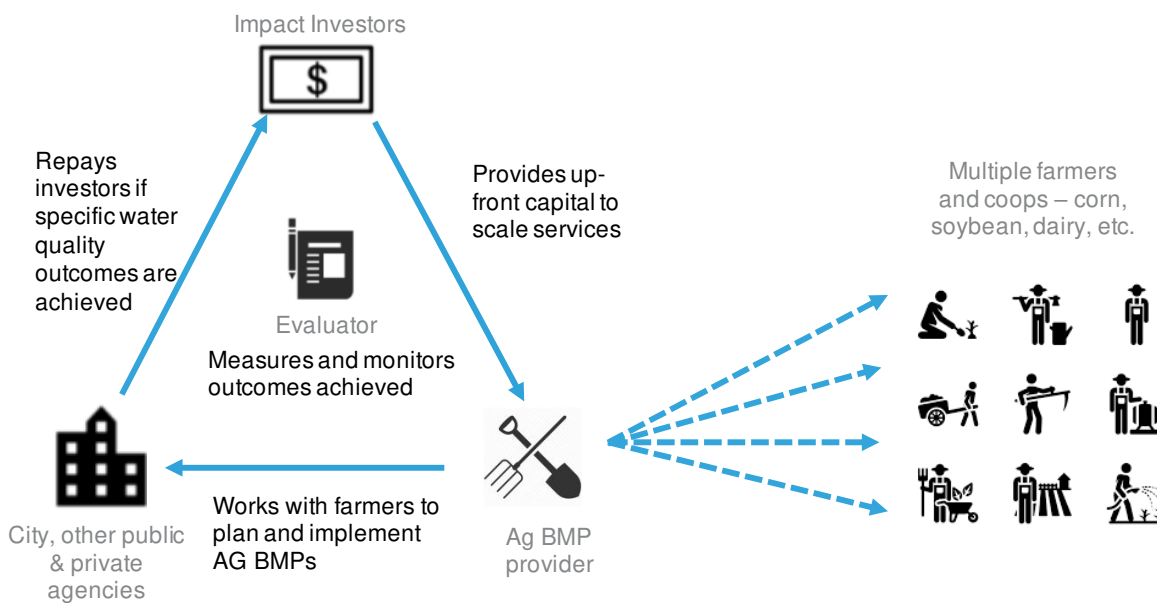 Impact Investors
$
Repays
investors if
specific water
quality
outcomes are
achieved
Provides up-
front capital to
scale services
Multiple farmers
and coops – corn,
soybean, dairy, etc.
Evaluator
Measures and monitors
outcomes achieved
Works with farmers to
plan and implement
AG BMPs
City, other public
& private
agencies
Ag BMP
provider